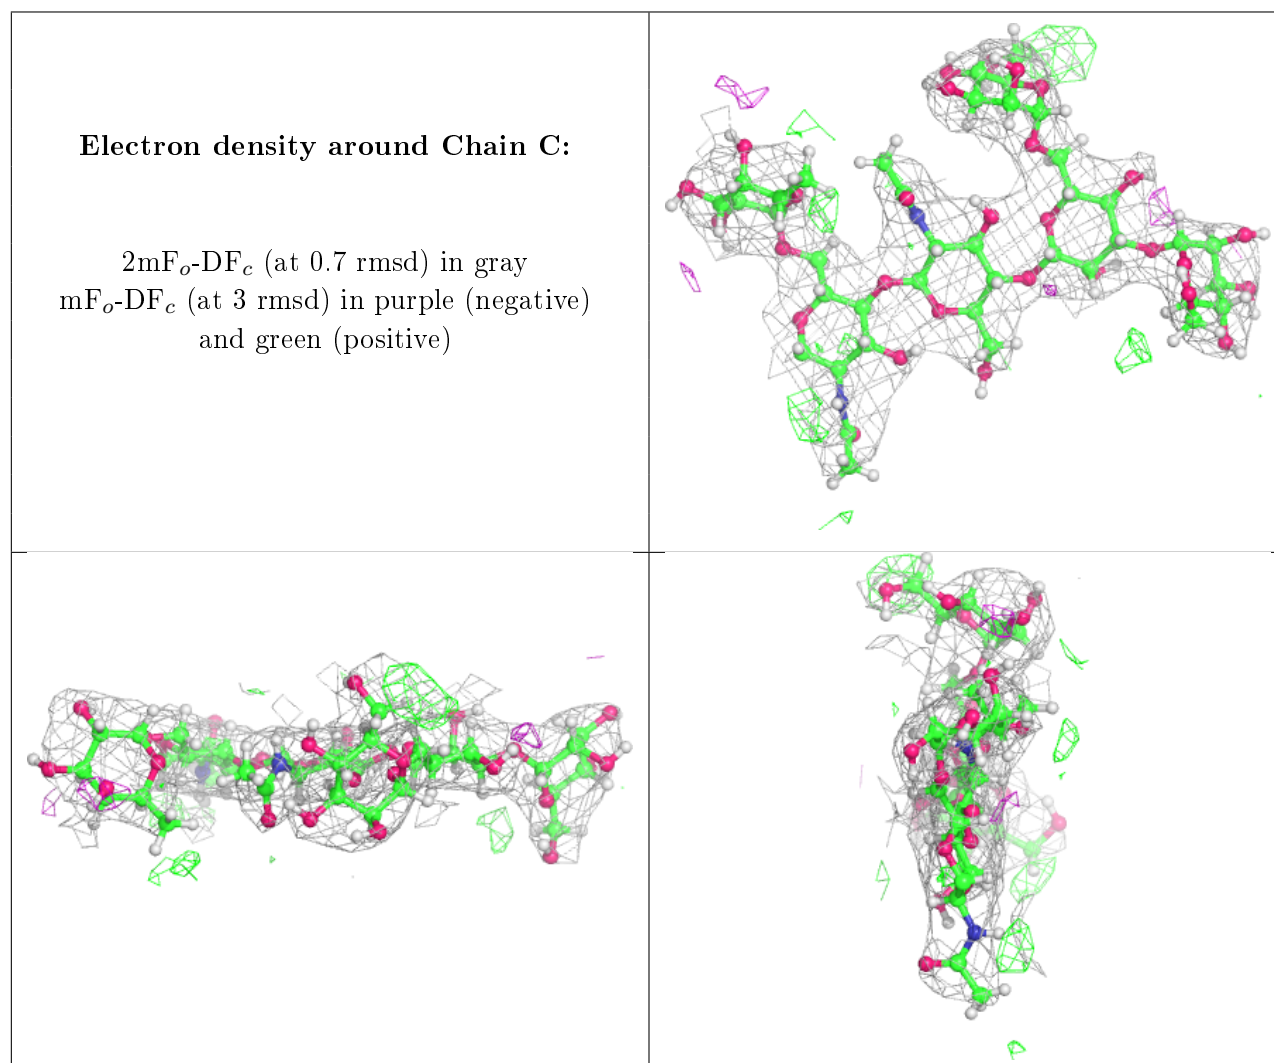 Electron density around Chain C:
2mFₒ-DF𝒸 (at 0.7 rmsd) in gray
mFₒ-DF𝒸 (at 3 rmsd) in purple (negative)
and green (positive)